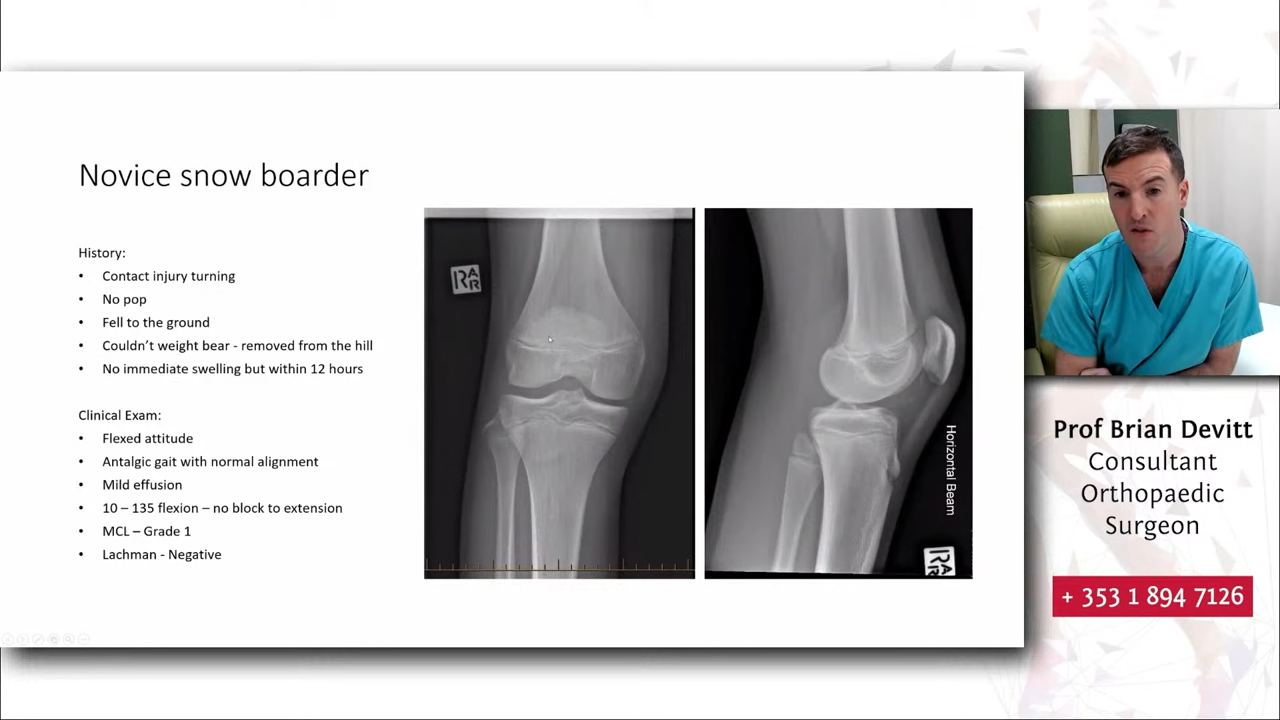 Novice snow boarder
History:
• Contact injury turning
• No pop
• Fell to the ground
• Couldn’t weight bear - removed from the hill
• No immediate swelling but within 12 hours
Clinical Exam:
• Flexed attitude
• Antalgic gait with normal alignment
• Mild effusion
• 10 – 135 flexion – no block to extension
• MCL – Grade 1
• Lachman - Negative
R A R
Horizontal Beam
R A R
Prof Brian Devitt
Consultant
Orthopaedic
Surgeon
+ 353 1 894 7126